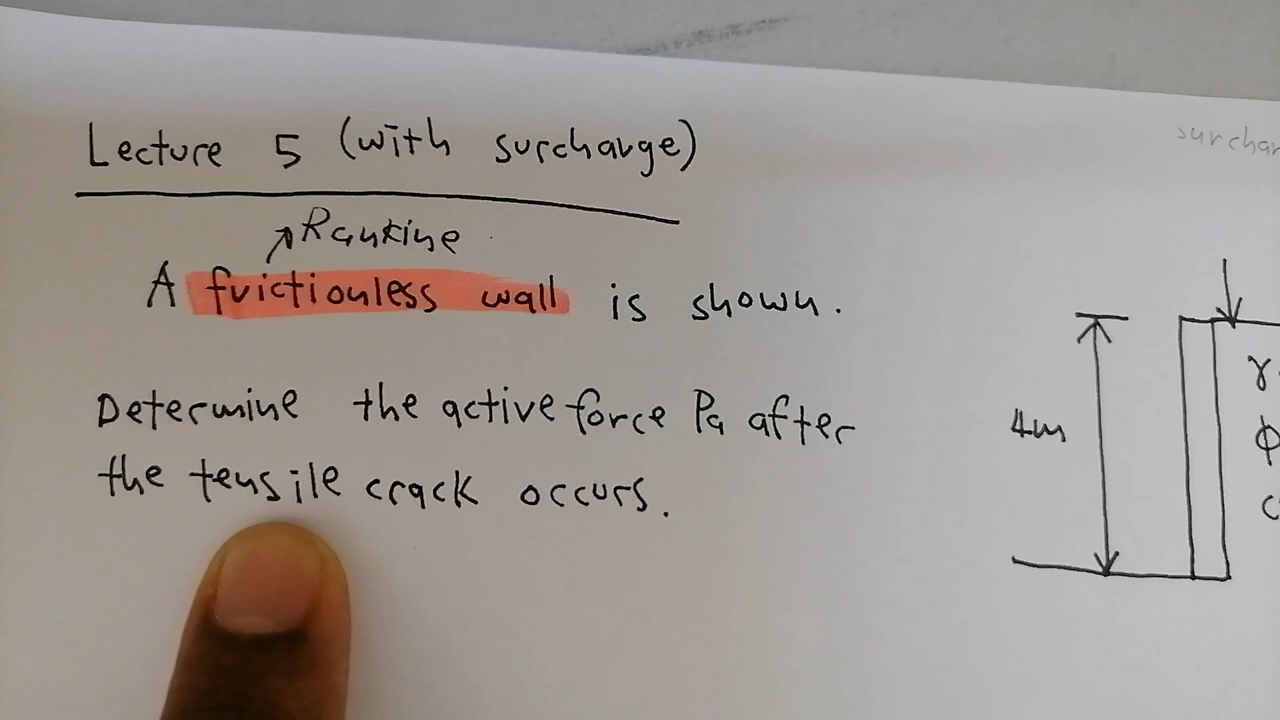 Lecture 5 (with surcharge)
Rankine
A frictionless wall is shown.
Determine the active force Pa after
the tensile crack occurs.
4m
γ
φ
c